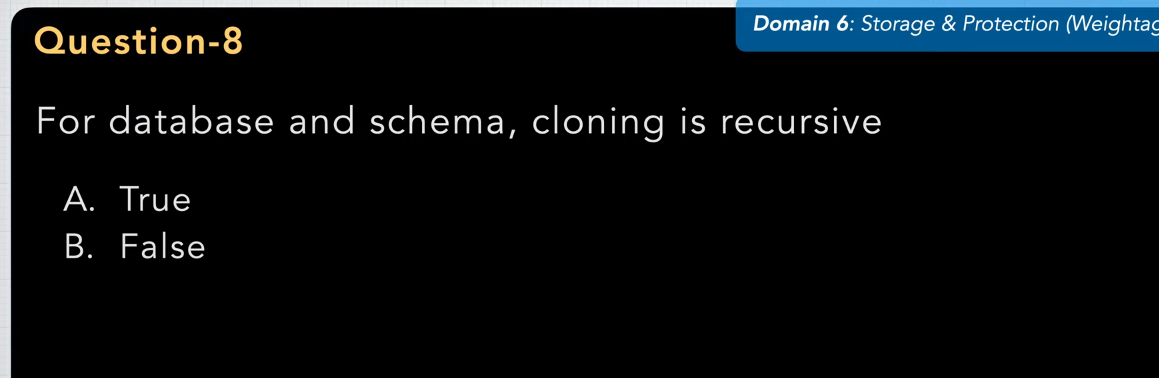 Question-8
Domain 6: Storage & Protection (Weightag
For database and schema, cloning is recursive
A. True
B. False